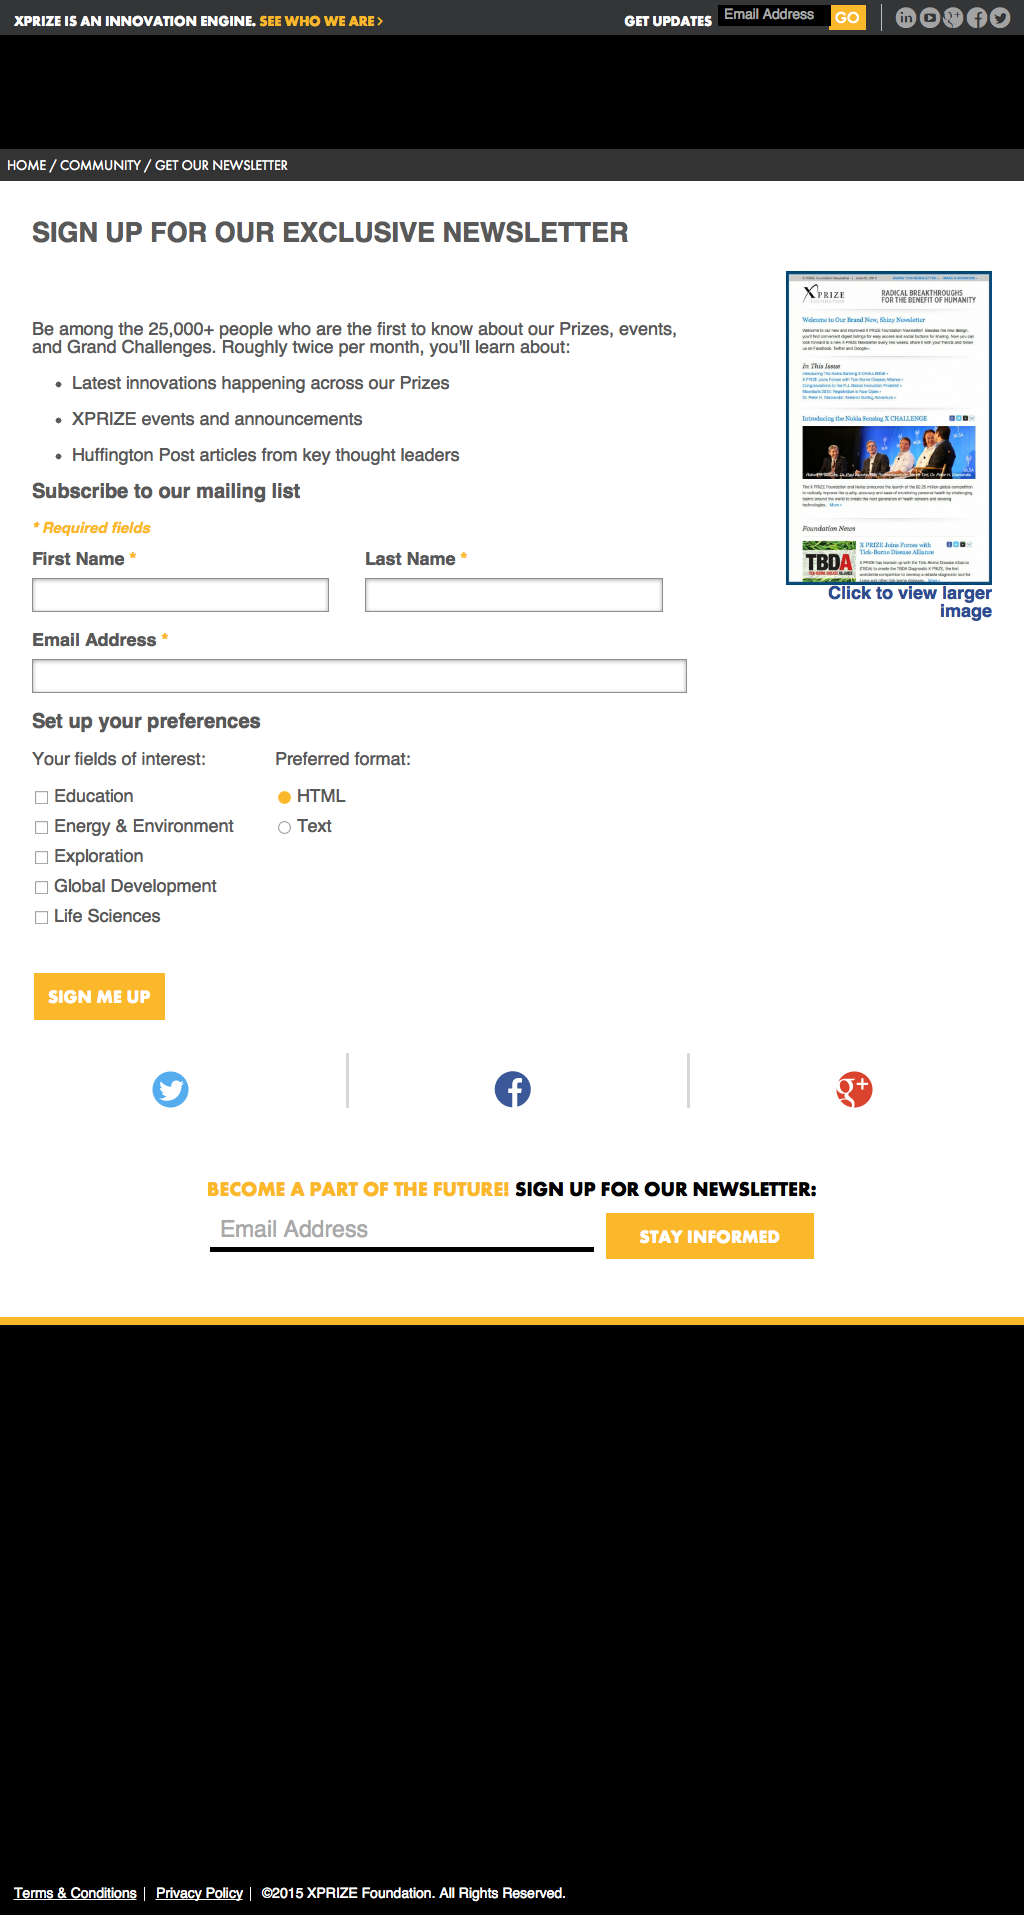 XPRIZE IS AN INNOVATION ENGINE. SEE WHO WE ARE >
GET UPDATES Email Address GO
HOME / COMMUNITY / GET OUR NEWSLETTER
SIGN UP FOR OUR EXCLUSIVE NEWSLETTER
Be among the 25,000+ people who are the first to know about our Prizes, events,
and Grand Challenges. Roughly twice per month, you'll learn about:
• Latest innovations happening across our Prizes
• XPRIZE events and announcements
• Huffington Post articles from key thought leaders
XPRIZE
FOUNDATION
RADICAL BREAKTHROUGHS
FOR THE BENEFIT OF HUMANITY
Welcome to Our Brand New, Shiny Newsletter
In This Issue
Introducing the Nokia Sensing X CHALLENGE
Foundation News
X PRIZE Joins Forces with
Tick-Borne Disease Alliance
TBDA
Click to view larger
image
Subscribe to our mailing list
* Required fields
First Name *
Last Name *
Email Address *
Set up your preferences
Your fields of interest:
Preferred format:
Education
HTML
Energy & Environment
Text
Exploration
Global Development
Life Sciences
SIGN ME UP
BECOME A PART OF THE FUTURE! SIGN UP FOR OUR NEWSLETTER:
Email Address
STAY INFORMED
Terms & Conditions | Privacy Policy | ©2015 XPRIZE Foundation. All Rights Reserved.